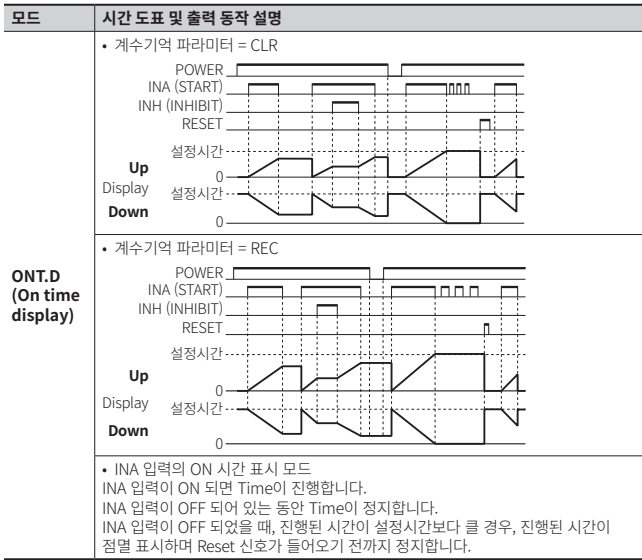 모드
시간 도표 및 출력 동작 설명
• 계수기억 파라미터 = CLR
POWER
INA (START)
INH (INHIBIT)
RESET
설정시간
Up
0
Display
설정시간
Down
0
ONT.D
(On time
display)
• 계수기억 파라미터 = REC
POWER
INA (START)
INH (INHIBIT)
RESET
설정시간
Up
0
Display
설정시간
Down
0
• INA 입력의 ON 시간 표시 모드
INA 입력이 ON 되면 Time이 진행합니다.
INA 입력이 OFF 되어 있는 동안 Time이 정지합니다.
INA 입력이 OFF 되었을 때, 진행된 시간이 설정시간보다 클 경우, 진행된 시간이
점멸 표시하며 Reset 신호가 들어오기 전까지 정지합니다.